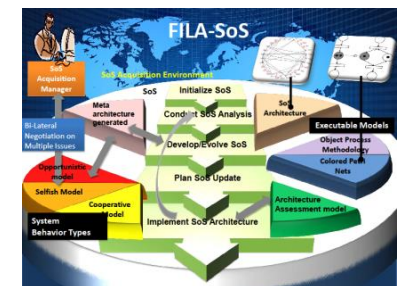 FILA-SoS
SoS
Acquisition
Manager
SoS Acquisition Environment
SoS
Initialize SoS
Meta
architecture
generated
Conduct SoS Analysis
SoS
Architecture
Bi-Lateral
Negotiation on
Multiple Issues
Executable Models
Develop/Evolve SoS
Object Process
Methodology
Colored Petri
Nets
Opportunistic
model
Selfish Model
Plan SoS Update
Cooperative
Model
Architecture
Assessment model
System
Behavior Types
Implement SoS Architecture